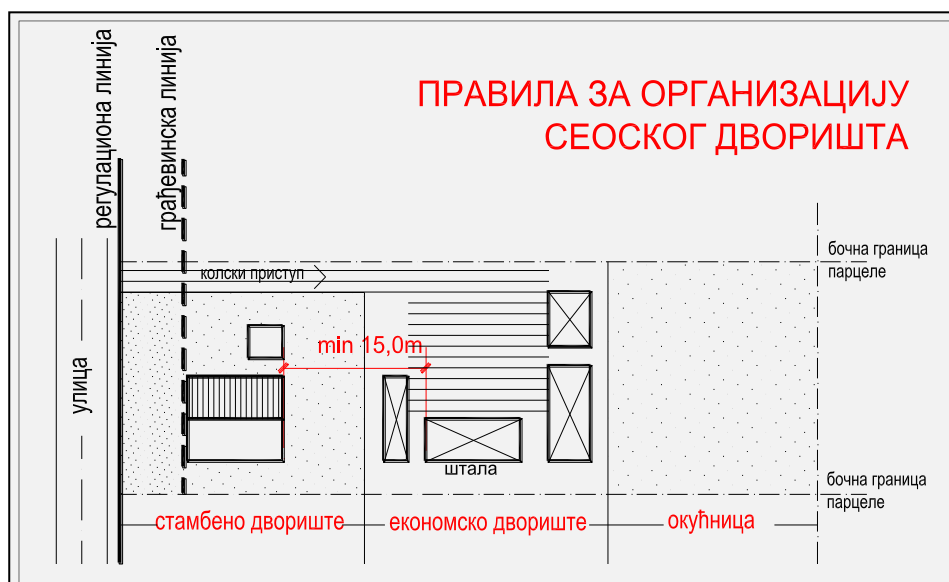 ПРАВИЛА ЗА ОРГАНИЗАЦИЈУ
СЕОСКОГ ДВОРИШТА
регулациона линија
грађевинска линија
бочна граница
парцеле
колски приступ
min 15,0m
улица
штала
бочна граница
парцеле
стамбено двориште
економско двориште
окућница